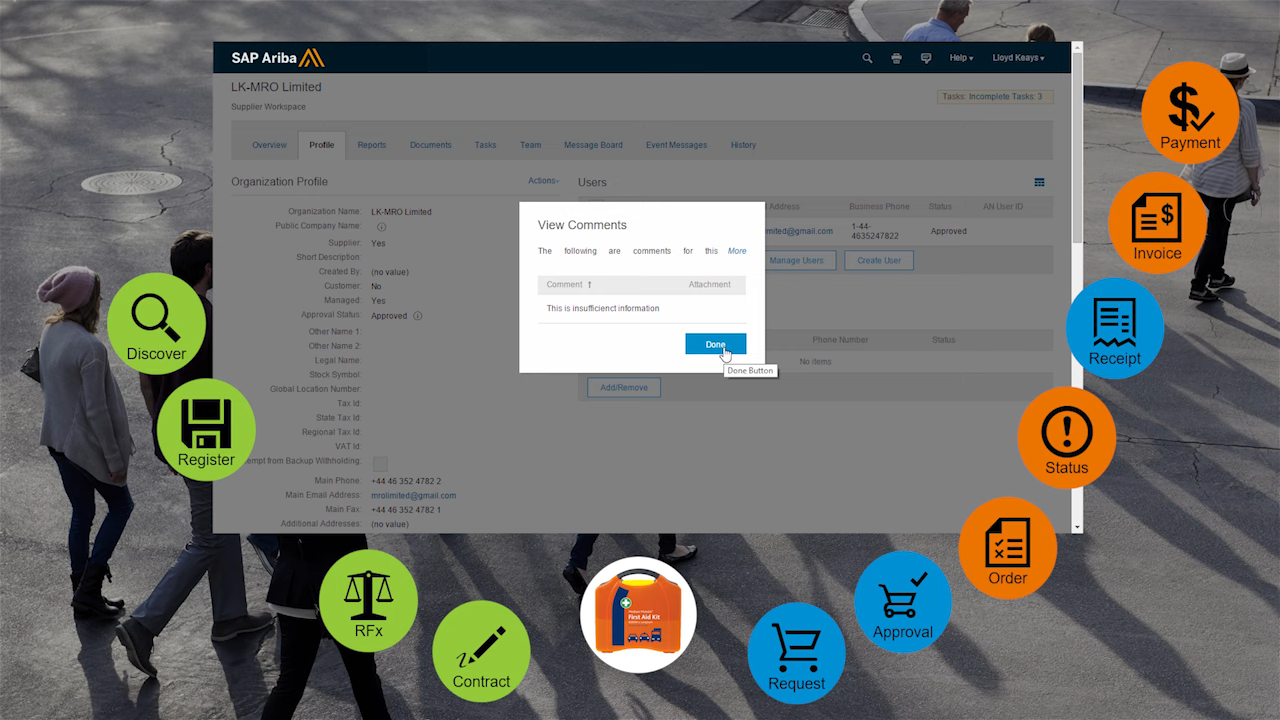 SAP Ariba
Help
Lloyd Keays
LK-MRO Limited
Supplier Workspace
Tasks: Incomplete Tasks: 3
Overview Profile Reports Documents Tasks Team Message Board Event Messages History
Organization Profile
Actions
Users
Organization Name: LK-MRO Limited
Public Company Name:
Supplier: Yes
Short Description:
Created By: (no value)
Customer: No
Managed: Yes
Approval Status: Approved
Other Name 1:
Other Name 2:
Legal Name:
Stock Symbol:
Global Location Number:
Tax Id:
State Tax Id:
Regional Tax Id:
VAT Id:
empt from Backup Withholding:
Main Phone: +44 46 352 4782 2
Main Email Address: mrolimited@gmail.com
Main Fax: +44 46 352 4782 1
Additional Addresses: (no value)
Address Business Phone Status AN User ID
imited@gmail.com 1-44-
4635247822 Approved
Manage Users Create User
Phone Number Status
No items
Add/Remove
View Comments
The following are comments for this More
Comment ↑ Attachment
This is insufficienct information
Done
Done Button
Discover
Register
RFx
Contract
First Aid Kit
Request
Approval
Order
Status
Receipt
Invoice
Payment